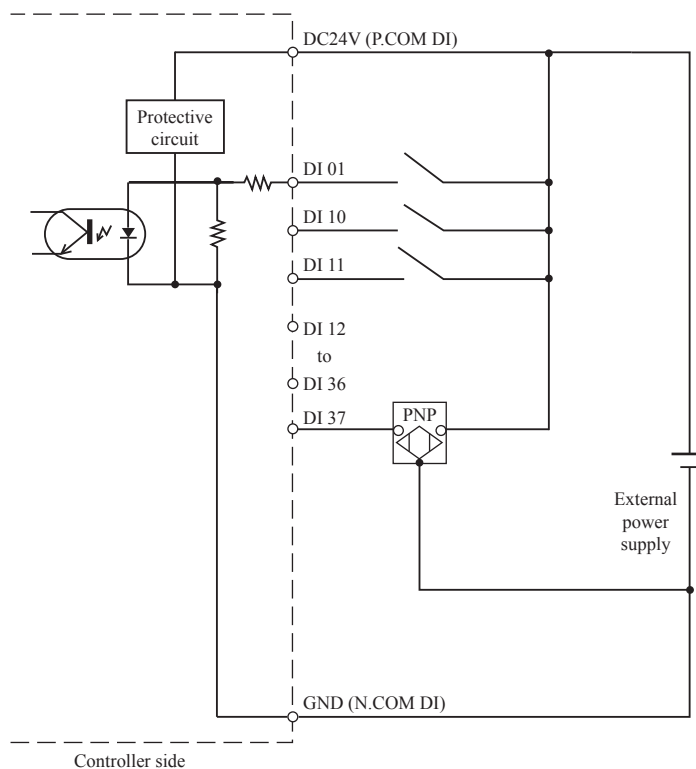 DC24V (P.COM DI)
Protective
circuit
DI 01
DI 10
DI 11
DI 12
to
DI 36
DI 37
PNP
External
power
supply
GND (N.COM DI)
Controller side